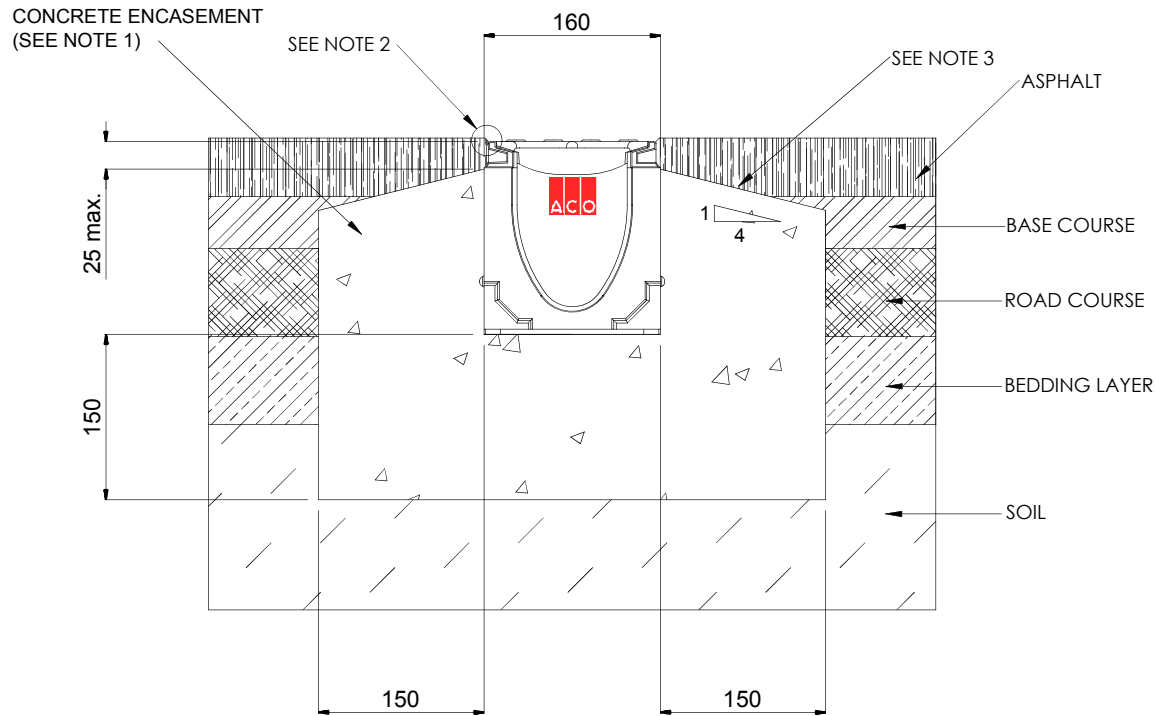 CONCRETE ENCASEMENT
(SEE NOTE 1)
SEE NOTE 2
160
SEE NOTE 3
ASPHALT
25 max.
ACO
1
4
BASE COURSE
ROAD COURSE
BEDDING LAYER
150
SOIL
150
150